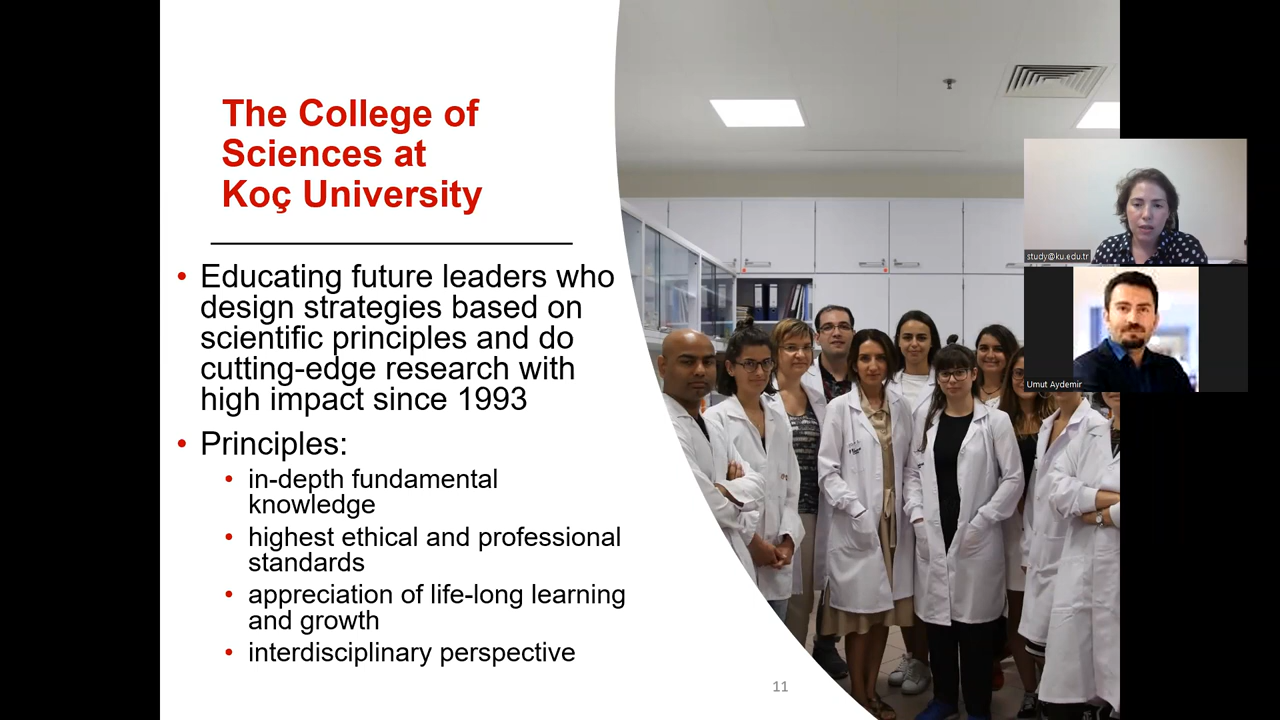 The College of
Sciences at
Koç University
• Educating future leaders who
design strategies based on
scientific principles and do
cutting-edge research with
high impact since 1993
• Principles:
• in-depth fundamental
knowledge
• highest ethical and professional
standards
• appreciation of life-long learning
and growth
• interdisciplinary perspective
11
study@ku.edu.tr
Umut Aydemir